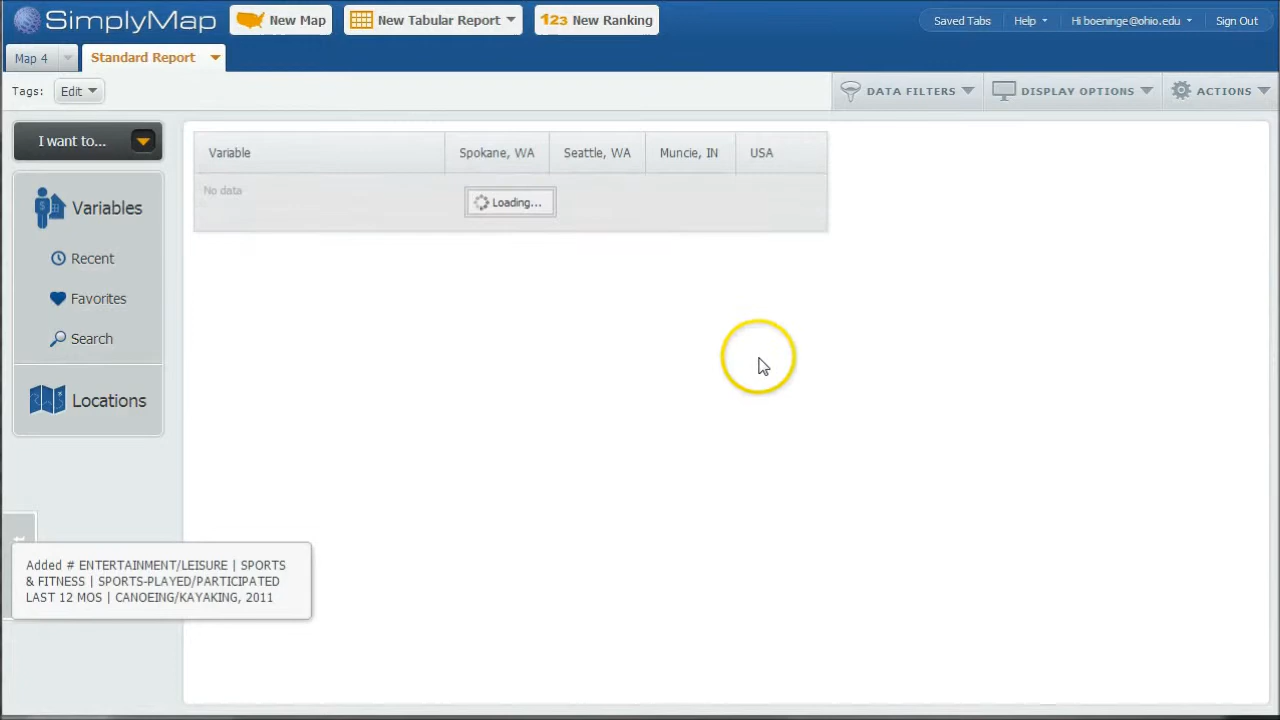 SimplyMap
New Map
New Tabular Report
123 New Ranking
Saved Tabs
Help
Hi boeninge@ohio.edu
Sign Out
Map 4
Standard Report
Tags:
Edit
DATA FILTERS
DISPLAY OPTIONS
ACTIONS
I want to...
Variable
Spokane, WA
Seattle, WA
Muncie, IN
USA
No data
Loading...
Variables
Recent
Favorites
Search
Locations
Added # ENTERTAINMENT/LEISURE | SPORTS
& FITNESS | SPORTS-PLAYED/PARTICIPATED
LAST 12 MOS | CANOEING/KAYAKING, 2011